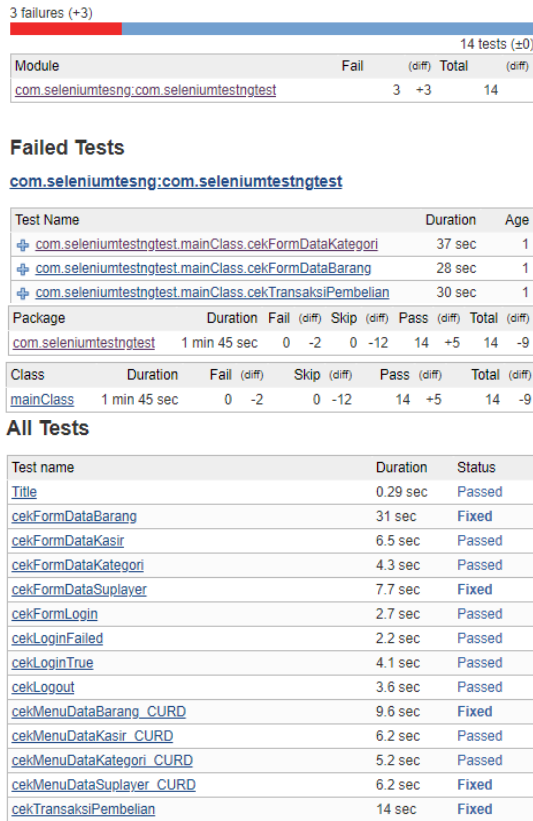 3 failures (+3)
14 tests (±0)
Module Fail (diff) Total (diff)
com.seleniumtesng:com.seleniumtestngtest 3 +3 14
Failed Tests
com.seleniumtesng:com.seleniumtestngtest
Test Name Duration Age
com.seleniumtestngtest.mainClass.cekFormDataKategori 37 sec 1
com.seleniumtestngtest.mainClass.cekFormDataBarang 28 sec 1
com.seleniumtestngtest.mainClass.cekTransaksiPembelian 30 sec 1
Package Duration Fail (diff) Skip (diff) Pass (diff) Total (diff)
com.seleniumtestngtest 1 min 45 sec 0 -2 0 -12 14 +5 14 -9
Class Duration Fail (diff) Skip (diff) Pass (diff) Total (diff)
mainClass 1 min 45 sec 0 -2 0 -12 14 +5 14 -9
All Tests
Test name Duration Status
Title 0.29 sec Passed
cekFormDataBarang 31 sec Fixed
cekFormDataKasir 6.5 sec Passed
cekFormDataKategori 4.3 sec Passed
cekFormDataSuplayer 7.7 sec Fixed
cekFormLogin 2.7 sec Passed
cekLoginFailed 2.2 sec Passed
cekLoginTrue 4.1 sec Passed
cekLogout 3.6 sec Passed
cekMenuDataBarang_CURD 9.6 sec Fixed
cekMenuDataKasir_CURD 6.2 sec Passed
cekMenuDataKategori_CURD 5.2 sec Passed
cekMenuDataSuplayer_CURD 6.2 sec Fixed
cekTransaksiPembelian 14 sec Fixed